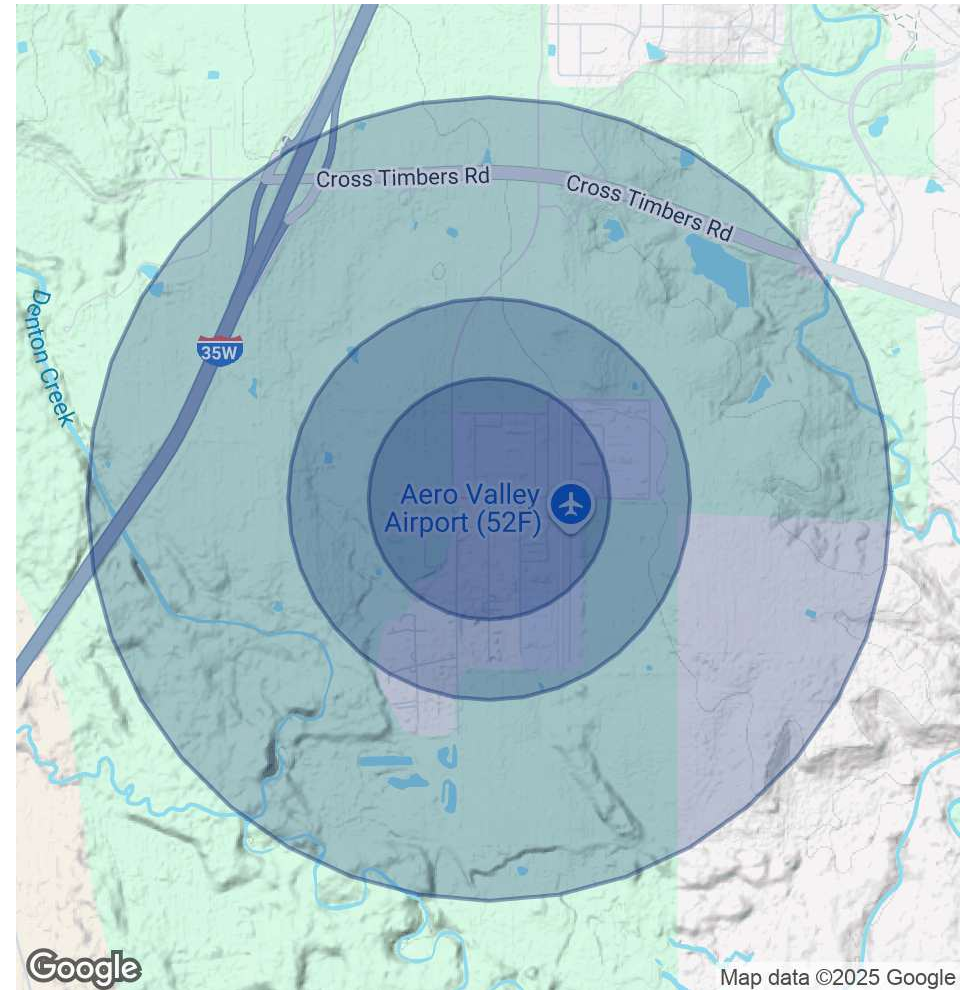 Cross Timbers Rd
Cross Timbers Rd
Denton Creek
35W
Aero Valley
Airport (52F)
Google
Map data ©2025 Google